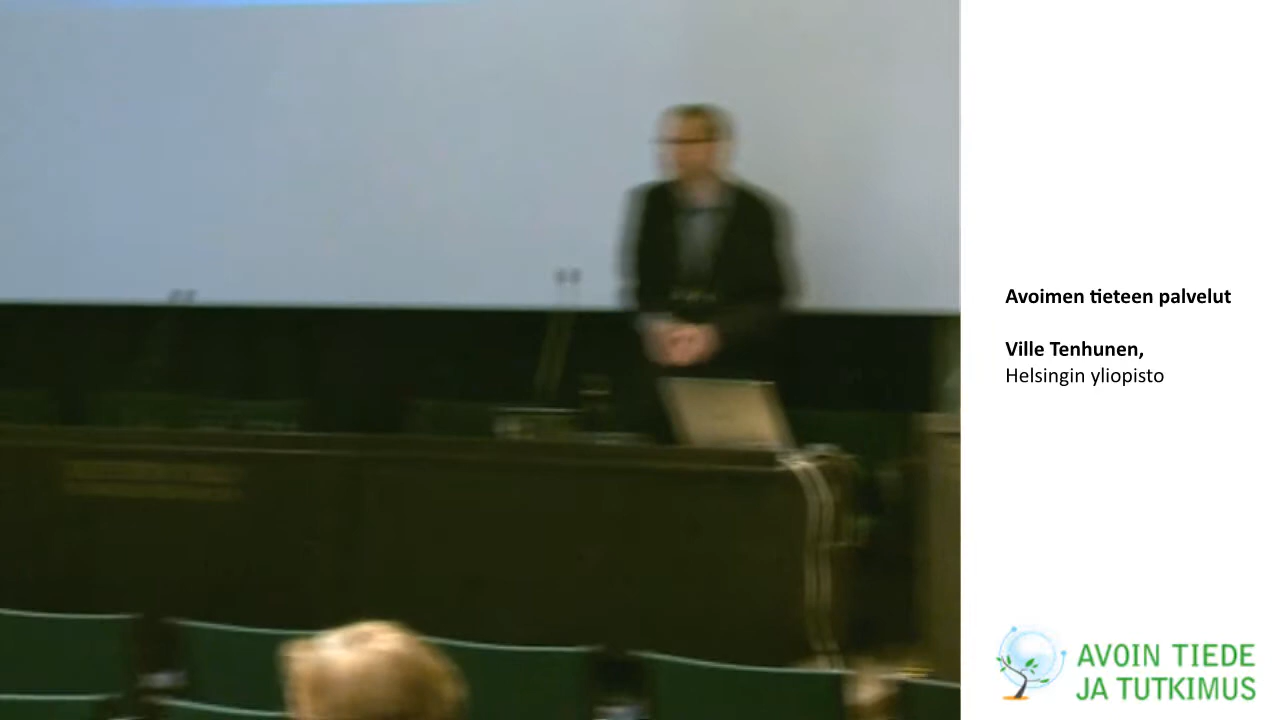 Avoimen tieteen palvelut
Ville Tenhunen,
Helsingin yliopisto
AVOIN TIEDE
JA TUTKIMUS